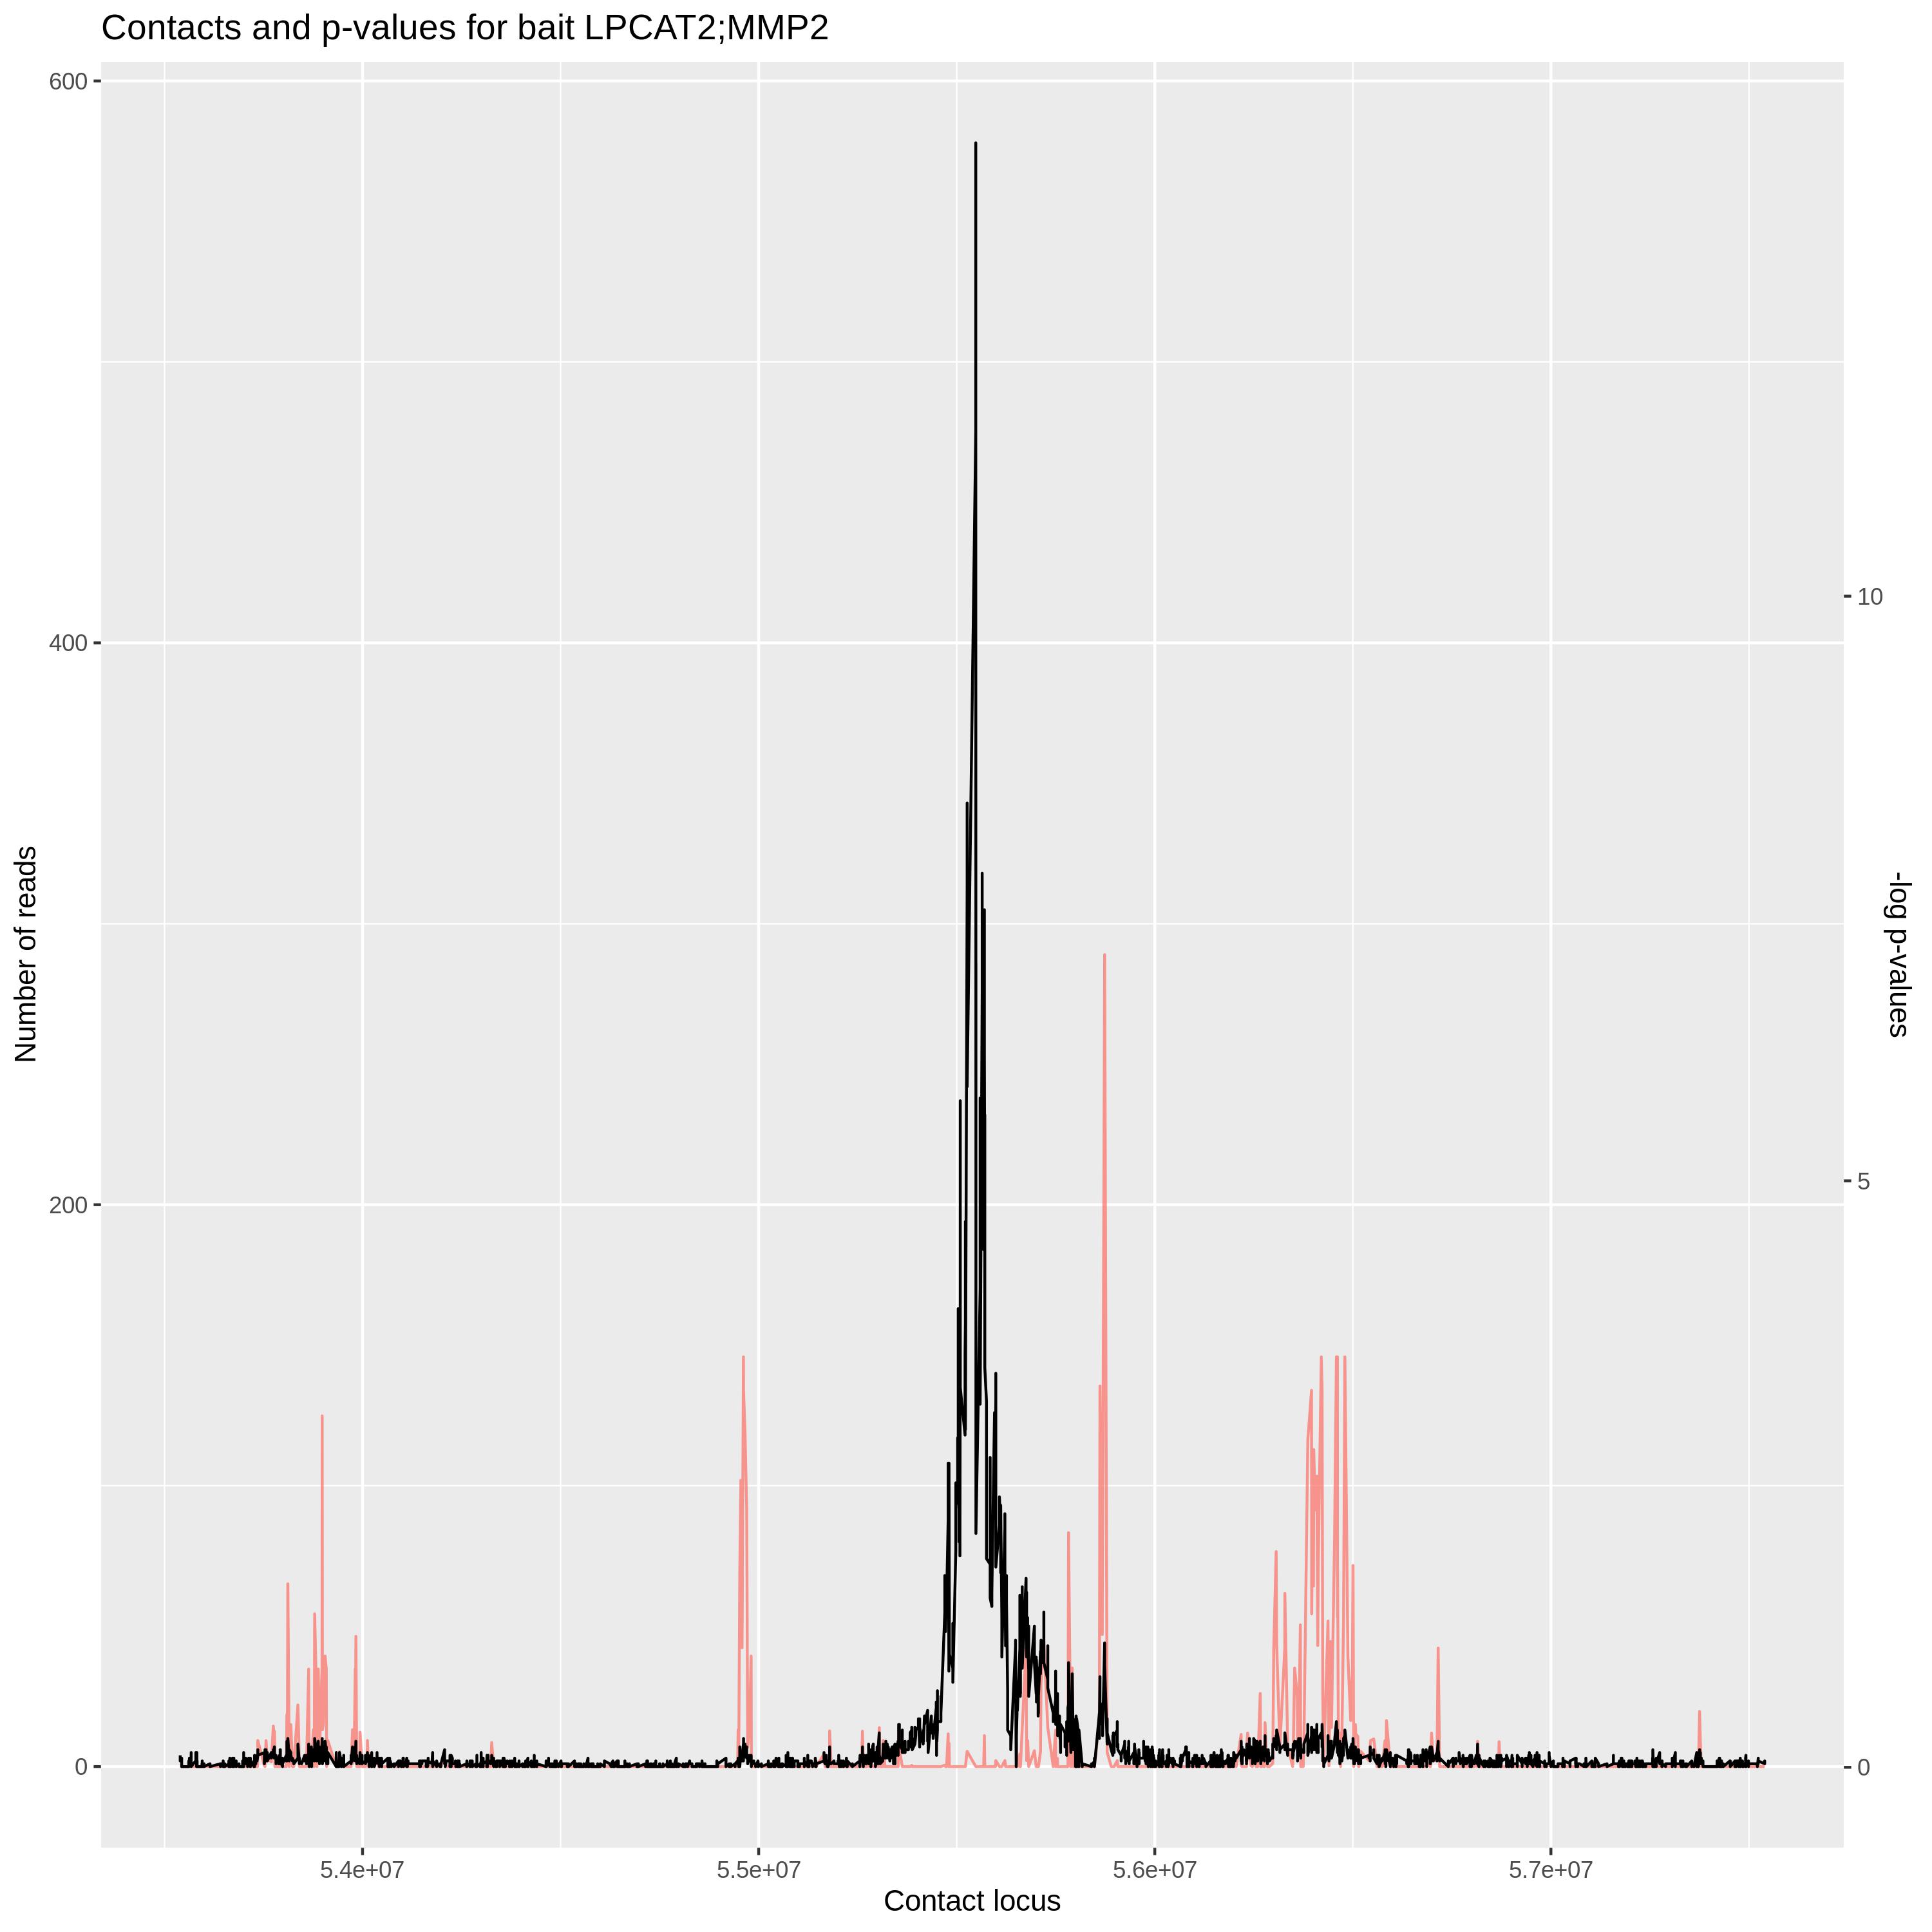 Contacts and p-values for bait LPCAT2;MMP2
600
400
200
0
Number of reads
10
5
0
-log p-values
5.4e+07
5.5e+07
5.6e+07
5.7e+07
Contact locus